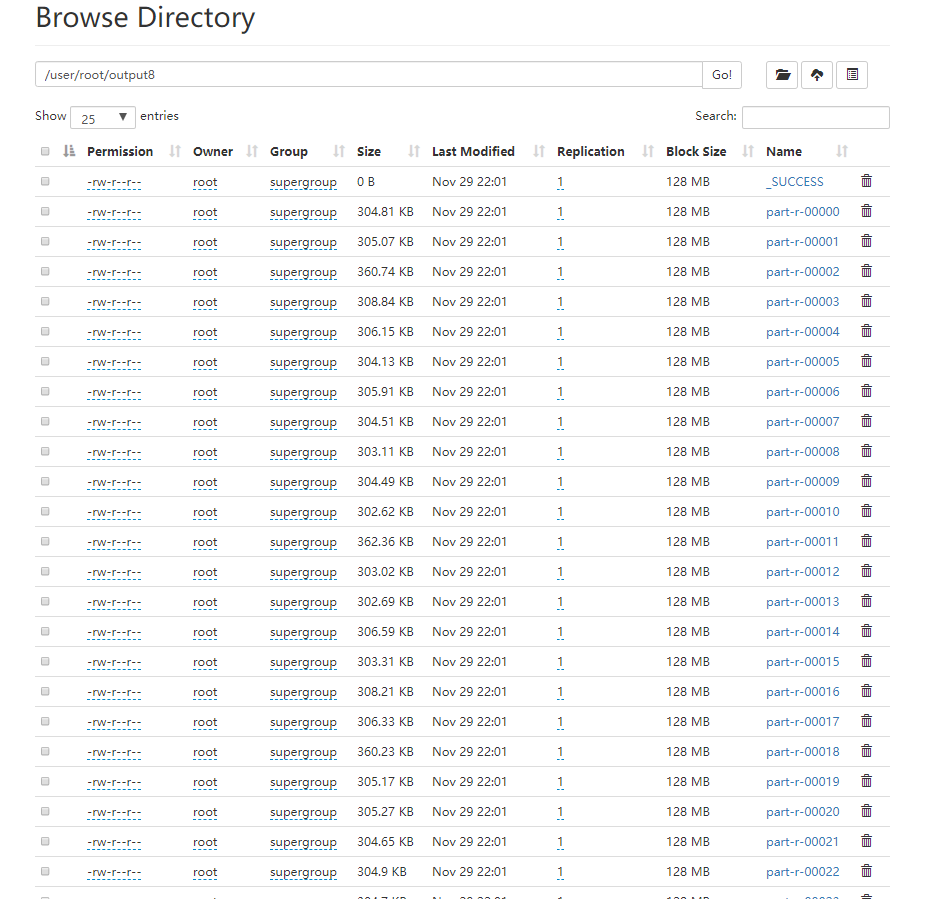 Browse Directory
/user/root/output8 Go!
Show 25 entries Search:
Permission Owner Group Size Last Modified Replication Block Size Name
-rw-r--r-- root supergroup 0 B Nov 29 22:01 1 128 MB _SUCCESS
-rw-r--r-- root supergroup 304.81 KB Nov 29 22:01 1 128 MB part-r-00000
-rw-r--r-- root supergroup 305.07 KB Nov 29 22:01 1 128 MB part-r-00001
-rw-r--r-- root supergroup 360.74 KB Nov 29 22:01 1 128 MB part-r-00002
-rw-r--r-- root supergroup 308.84 KB Nov 29 22:01 1 128 MB part-r-00003
-rw-r--r-- root supergroup 306.15 KB Nov 29 22:01 1 128 MB part-r-00004
-rw-r--r-- root supergroup 304.13 KB Nov 29 22:01 1 128 MB part-r-00005
-rw-r--r-- root supergroup 305.91 KB Nov 29 22:01 1 128 MB part-r-00006
-rw-r--r-- root supergroup 304.51 KB Nov 29 22:01 1 128 MB part-r-00007
-rw-r--r-- root supergroup 303.11 KB Nov 29 22:01 1 128 MB part-r-00008
-rw-r--r-- root supergroup 304.49 KB Nov 29 22:01 1 128 MB part-r-00009
-rw-r--r-- root supergroup 302.62 KB Nov 29 22:01 1 128 MB part-r-00010
-rw-r--r-- root supergroup 362.36 KB Nov 29 22:01 1 128 MB part-r-00011
-rw-r--r-- root supergroup 303.02 KB Nov 29 22:01 1 128 MB part-r-00012
-rw-r--r-- root supergroup 302.69 KB Nov 29 22:01 1 128 MB part-r-00013
-rw-r--r-- root supergroup 306.59 KB Nov 29 22:01 1 128 MB part-r-00014
-rw-r--r-- root supergroup 303.31 KB Nov 29 22:01 1 128 MB part-r-00015
-rw-r--r-- root supergroup 308.21 KB Nov 29 22:01 1 128 MB part-r-00016
-rw-r--r-- root supergroup 306.33 KB Nov 29 22:01 1 128 MB part-r-00017
-rw-r--r-- root supergroup 360.23 KB Nov 29 22:01 1 128 MB part-r-00018
-rw-r--r-- root supergroup 305.17 KB Nov 29 22:01 1 128 MB part-r-00019
-rw-r--r-- root supergroup 305.27 KB Nov 29 22:01 1 128 MB part-r-00020
-rw-r--r-- root supergroup 304.65 KB Nov 29 22:01 1 128 MB part-r-00021
-rw-r--r-- root supergroup 304.9 KB Nov 29 22:01 1 128 MB part-r-00022